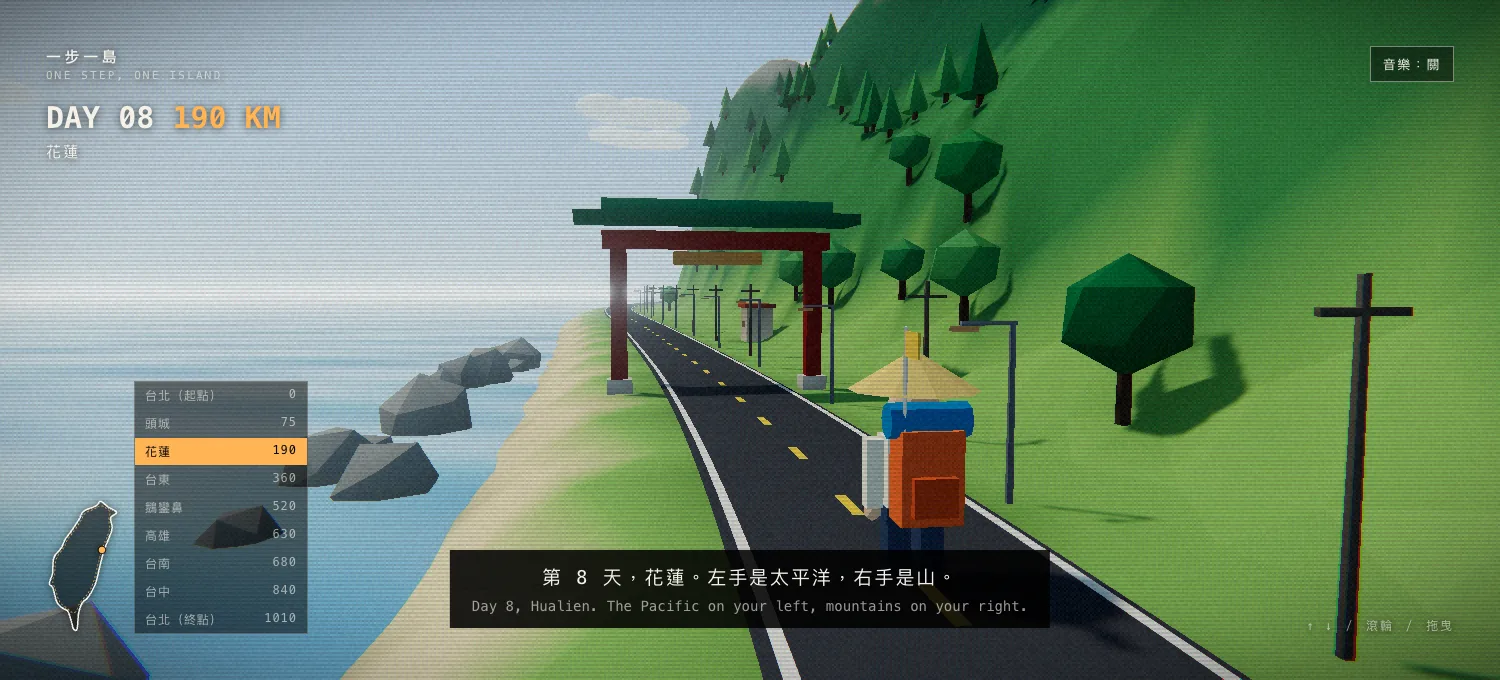 一步一島
ONE STEP, ONE ISLAND
DAY 08 190 KM
花蓮
音樂：關
台北 (起點) 0
頭城 75
花蓮 190
台東 360
鵝鑾鼻 520
高雄 630
台南 680
台中 840
台北 (終點) 1010
第 8 天，花蓮。左手是太平洋，右手是山。
Day 8, Hualien. The Pacific on your left, mountains on your right.
↑ ↓ / 滾輪 / 拖曳